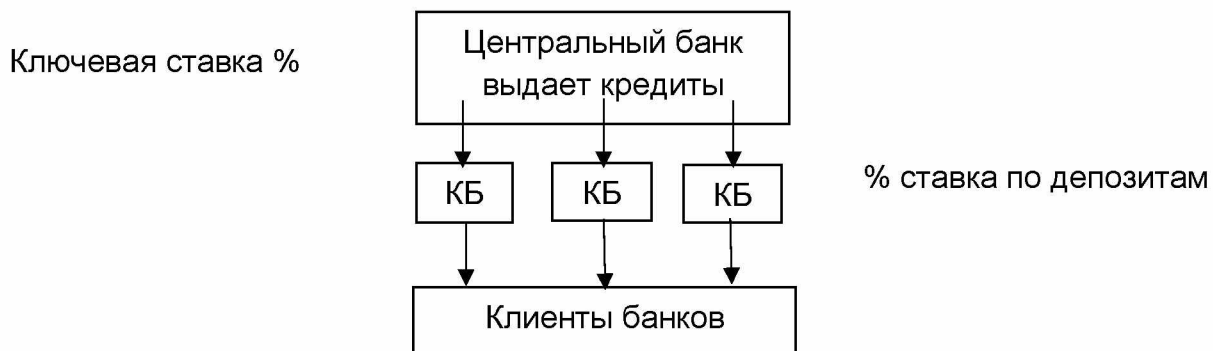 Ключевая ставка %
Центральный банк
выдает кредиты
КБ
КБ
КБ
% ставка по депозитам
Клиенты банков